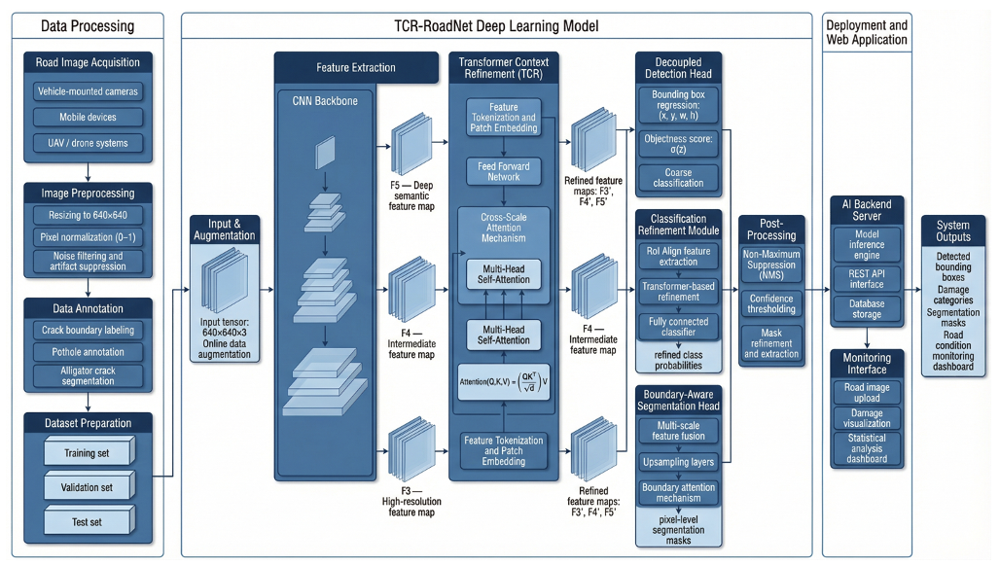 Data Processing
Road Image Acquisition
Vehicle-mounted cameras
Mobile devices
UAV / drone systems
Image Preprocessing
Resizing to 640×640
Pixel normalization (0–1)
Noise filtering and
artifact suppression
Data Annotation
Crack boundary labeling
Pothole annotation
Alligator crack
segmentation
Dataset Preparation
Training set
Validation set
Test set
TCR-RoadNet Deep Learning Model
Input &
Augmentation
Input tensor:
640×640×3
Online data
augmentation
Feature Extraction
CNN Backbone
F5 — Deep
semantic
feature map
F4 —
Intermediate
feature map
F3 —
High-resolution
feature map
Transformer Context
Refinement (TCR)
Feature
Tokenization and
Patch Embedding
Feed Forward
Network
Cross-Scale
Attention
Mechanism
Multi-Head
Self-Attention
Multi-Head
Self-Attention
Attention(Q,K,V) = (QKᵀ/√d) V
Feature Tokenization
and Patch
Embedding
Refined feature
maps: F3’,
F4’, F5’
F4 —
Intermediate
feature map
Refined
feature maps:
F3’, F4’, F5’
Decoupled
Detection Head
Bounding box
regression:
(x, y, w, h)
Objectness score:
σ(z)
Coarse
classification
Classification
Refinement Module
RoI Align feature
extraction
Transformer-based
refinement
Fully connected
classifier
refined class
probabilities
Boundary-Aware
Segmentation Head
Multi-scale
feature fusion
Upsampling layers
Boundary attention
mechanism
pixel-level
segmentation
masks
Post-
Processing
Non-Maximum
Suppression
(NMS)
Confidence
thresholding
Mask
refinement
and extraction
Deployment and
Web Application
AI Backend
Server
Model
inference
engine
REST API
interface
Database
storage
Monitoring
Interface
Road image
upload
Damage
visualization
Statistical
analysis
dashboard
System
Outputs
Detected
bounding
boxes
Damage
categories
Segmentation
masks
Road
condition
monitoring
dashboard